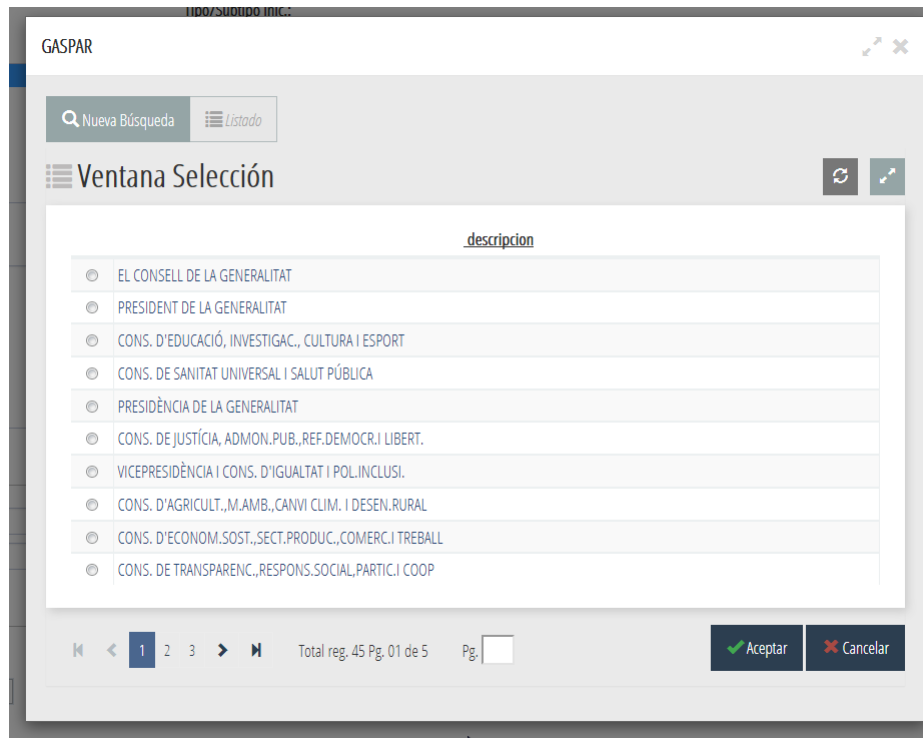 Tipo/Subtipo Inic.:
GASPAR
Nueva Búsqueda
Listado
Ventana Selección
descripcion
EL CONSELL DE LA GENERALITAT
PRESIDENT DE LA GENERALITAT
CONS. D'EDUCACIÓ, INVESTIGAC., CULTURA I ESPORT
CONS. DE SANITAT UNIVERSAL I SALUT PÚBLICA
PRESIDÈNCIA DE LA GENERALITAT
CONS. DE JUSTÍCIA, ADMON.PUB.,REF.DEMOCR.I LIBERT.
VICEPRESIDÈNCIA I CONS. D'IGUALTAT I POL.INCLUSI.
CONS. D'AGRICULT.,M.AMB.,CANVI CLIM. I DESEN.RURAL
CONS. D'ECONOM.SOST.,SECT.PRODUC.,COMERC.I TREBALL
CONS. DE TRANSPARENC.,RESPONS.SOCIAL,PARTIC.I COOP
1 2 3 Total reg. 45 Pg. 01 de 5 Pg. Aceptar Cancelar